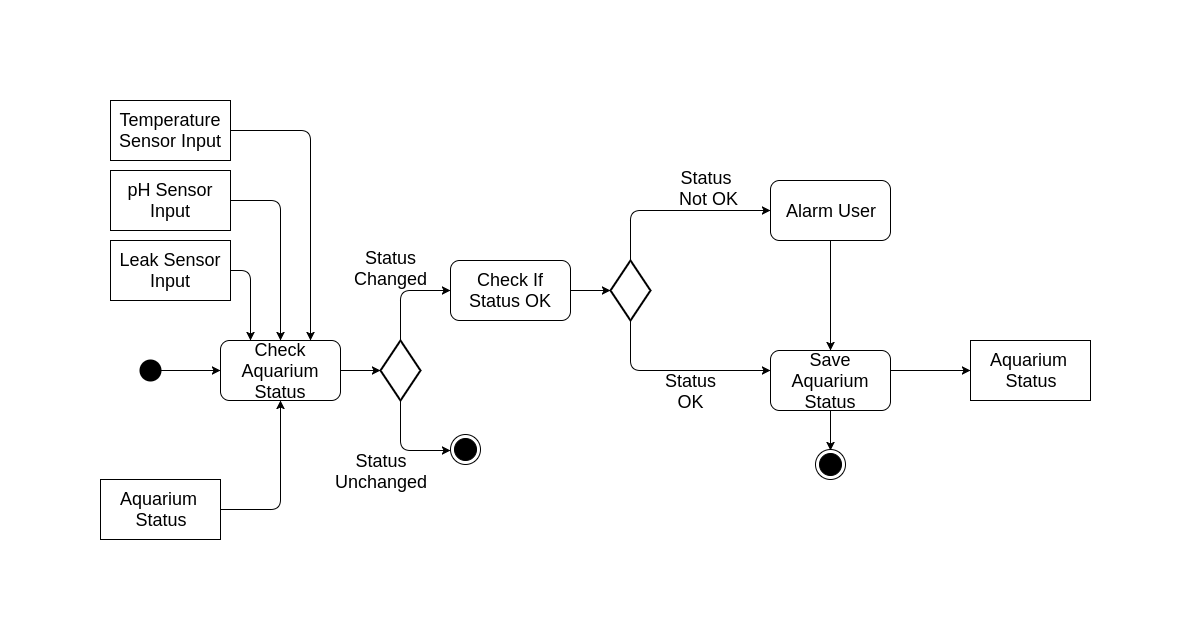 Temperature
Sensor Input
pH Sensor
Input
Leak Sensor
Input
Check
Aquarium
Status
Aquarium
Status
Status
Changed
Status
Unchanged
Check If
Status OK
Status
Not OK
Status
OK
Alarm User
Save
Aquarium
Status
Aquarium
Status